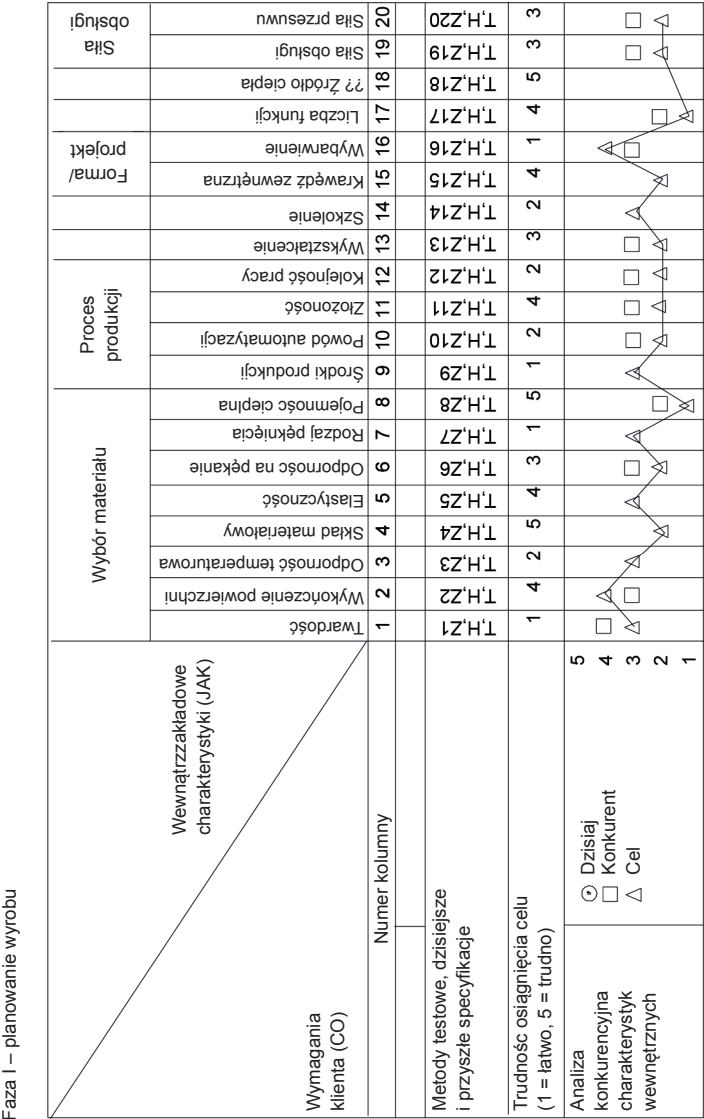 Faza I – planowanie wyrobu
Wewnątrzzakładowe
charakterystyki (JAK)
Wymagania
klienta (CO)
Wybór materiału
Proces
produkcji
Forma/
projekt
Siła
obsługi
Twardość
Wykończenie powierzchni
Odporność temperaturowa
Skład materiałowy
Elastyczność
Odporność na pękanie
Rodzaj pęknięcia
Pojemność cieplna
Środki produkcji
Powód automatyzacji
Złożoność
Kolejność pracy
Wykształcenie
Szkolenie
Krawędź zewnętrzna
Wybarwienie
Liczba funkcji
?? Źródło ciepła
Siła obsługi
Siła przesuwu
Numer kolumny
1 2 3 4 5 6 7 8 9 10 11 12 13 14 15 16 17 18 19 20
Metody testowe, dzisiejsze
i przyszłe specyfikacje
T,H,Z1 T,H,Z2 T,H,Z3 T,H,Z4 T,H,Z5 T,H,Z6 T,H,Z7 T,H,Z8 T,H,Z9 T,H,Z10 T,H,Z11 T,H,Z12 T,H,Z13 T,H,Z14 T,H,Z15 T,H,Z16 T,H,Z17 T,H,Z18 T,H,Z19 T,H,Z20
Trudnośc osiągnięcia celu
(1 = łatwo, 5 = trudno)
1 4 2 5 4 3 1 5 1 2 4 2 3 2 4 1 4 5 3 3
Analiza
konkurencyjna
charakterystyk
wewnętrznych
Dzisiaj
Konkurent
Cel
5
4
3
2
1